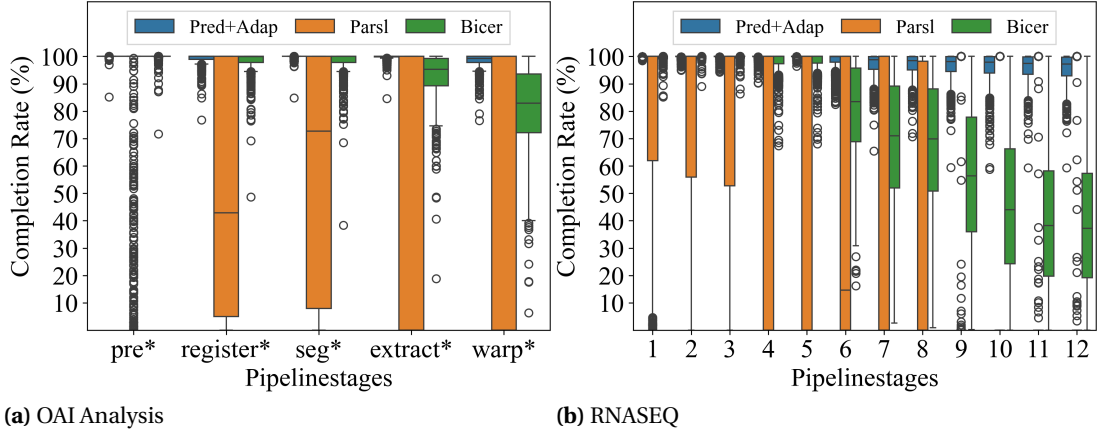 Pred+Adap Parsl Bicer
Completion Rate (%)
100
90
80
70
60
50
40
30
20
10
pre* register* seg* extract* warp*
Pipelinestages
(a) OAI Analysis
Pred+Adap Parsl Bicer
Completion Rate (%)
100
90
80
70
60
50
40
30
20
10
1 2 3 4 5 6 7 8 9 10 11 12
Pipelinestages
(b) RNASEQ